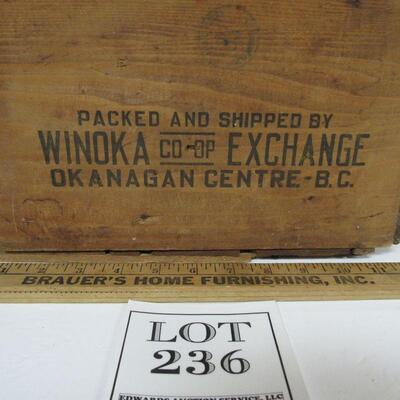 PACKED AND SHIPPED BY
WINOKA CO-OP EXCHANGE
OKANAGAN CENTRE-B.C.
BRAUER'S HOME FURNISHING, INC.
LOT
236
EDWARDS AUCTION SERVICE, LLC